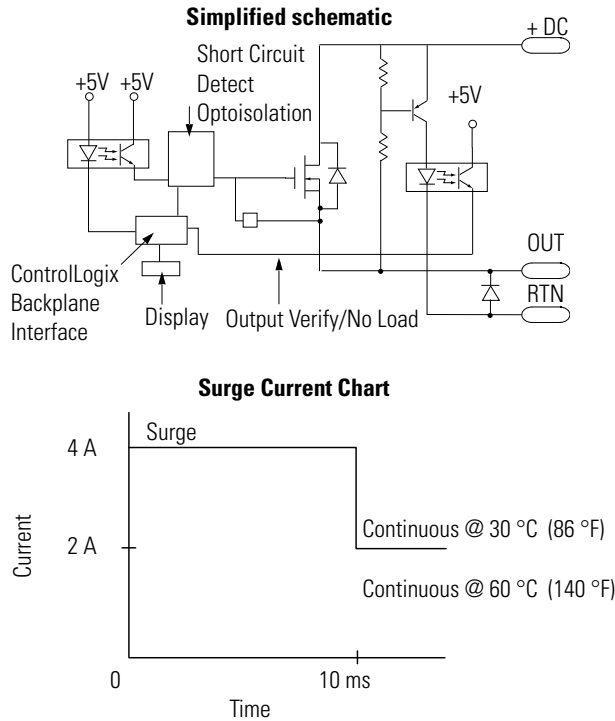 Simplified schematic
+ DC
Short Circuit
Detect
Optoisolation
+5V +5V
+5V
OUT
RTN
ControlLogix
Backplane
Interface
Display
Output Verify/No Load
Surge Current Chart
Surge
4 A
Current
2 A
Continuous @ 30 °C (86 °F)
Continuous @ 60 °C (140 °F)
0
10 ms
Time